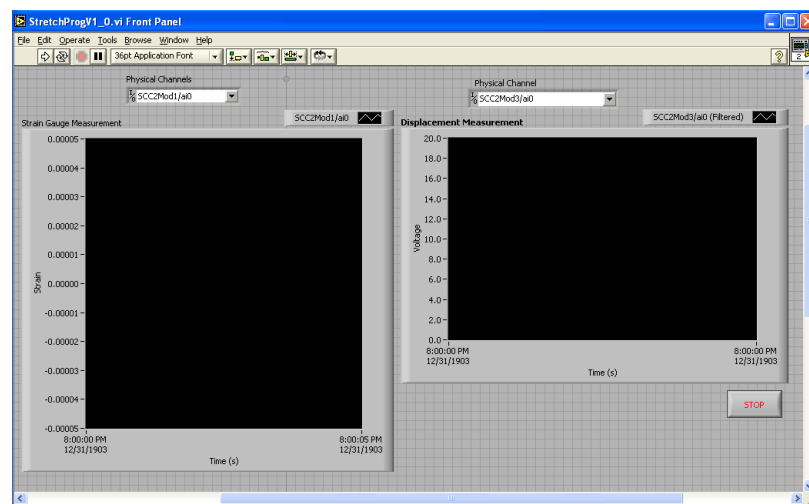 StretchProgV1_0.vi Front Panel
File Edit Operate Tools Browse Window Help
36pt Application Font
?
2
Physical Channels
SCC2Mod1/ai0
Physical Channel
SCC2Mod3/ai0
Strain Gauge Measurement
SCC2Mod1/ai0
0.00005
0.00004
0.00003
0.00002
0.00001
0.00000
-0.00001
-0.00002
-0.00003
-0.00004
-0.00005
Strain
8:00:00 PM
12/31/1903
8:00:05 PM
12/31/1903
Time (s)
Displacement Measurement
SCC2Mod3/ai0 (Filtered)
20.0
18.0
16.0
14.0
12.0
10.0
8.0
6.0
4.0
2.0
0.0
Voltage
8:00:00 PM
12/31/1903
8:00:00 PM
12/31/1903
Time (s)
STOP